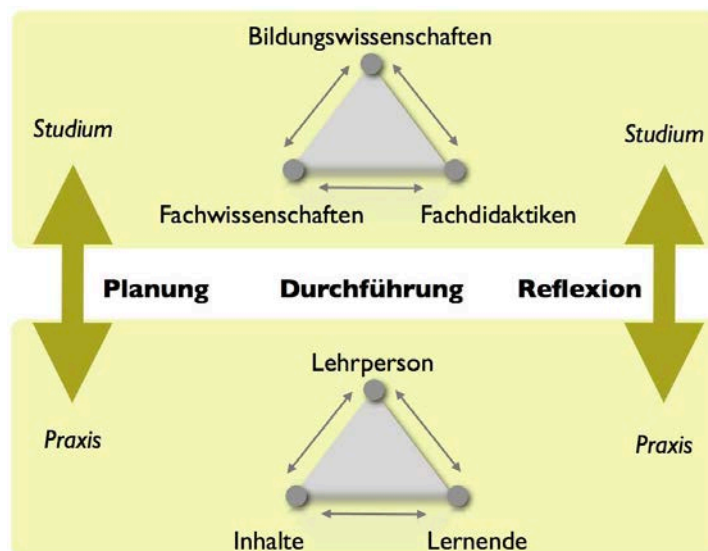 Bildungswissenschaften
Studium
Studium
Fachwissenschaften
Fachdidaktiken
Planung
Durchführung
Reflexion
Lehrperson
Praxis
Praxis
Inhalte
Lernende